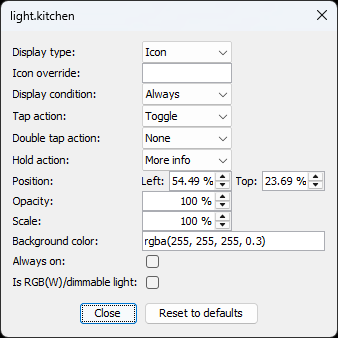 light.kitchen
Display type: Icon
Icon override:
Display condition: Always
Tap action: Toggle
Double tap action: None
Hold action: More info
Position: Left: 54.49 % Top: 23.69 %
Opacity: 100 %
Scale: 100 %
Background color: rgba(255, 255, 255, 0.3)
Always on:
Is RGB(W)/dimmable light:
Close Reset to defaults